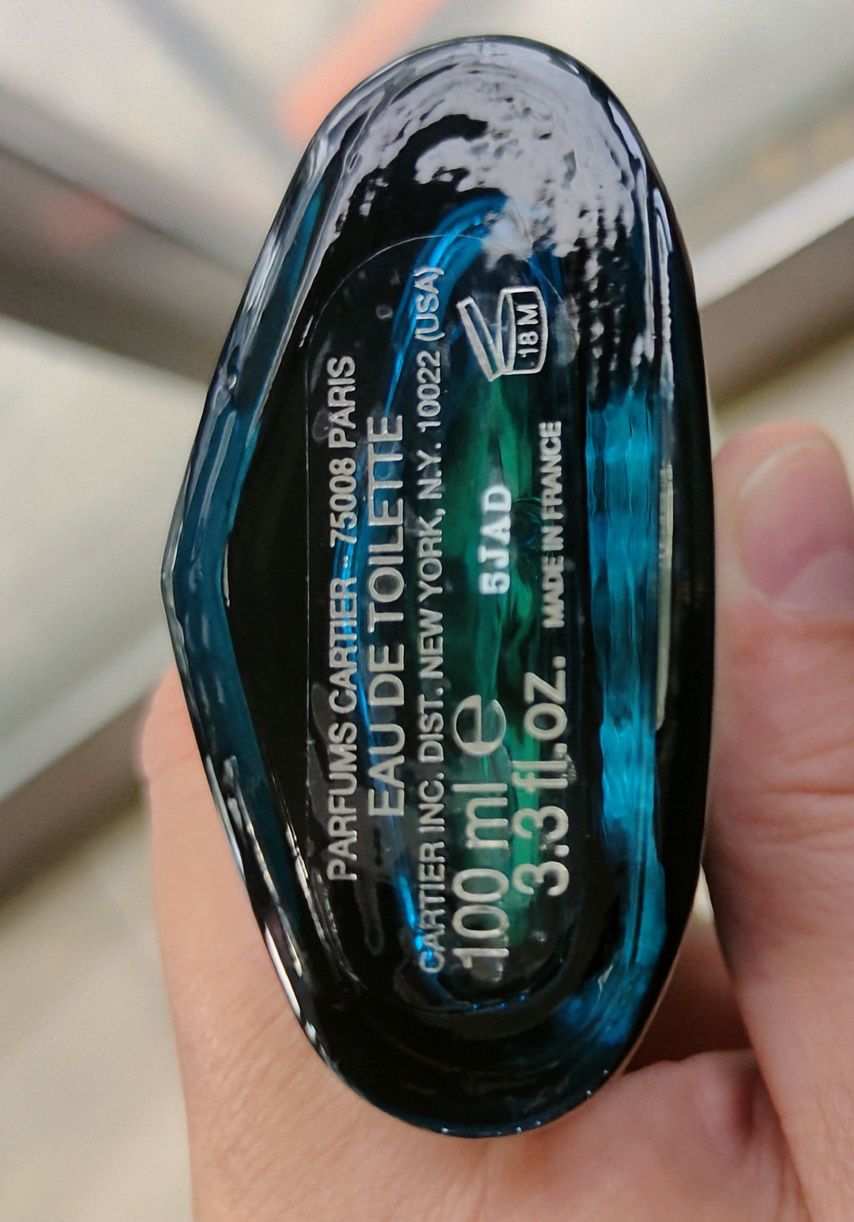 PARFUMS CARTIER - 75008 PARIS
EAU DE TOILETTE
CARTIER INC. DIST. NEW YORK, N.Y. 10022 (USA)
100 ml e
5JAD
18 M
3.3 fl.oz.
MADE IN FRANCE